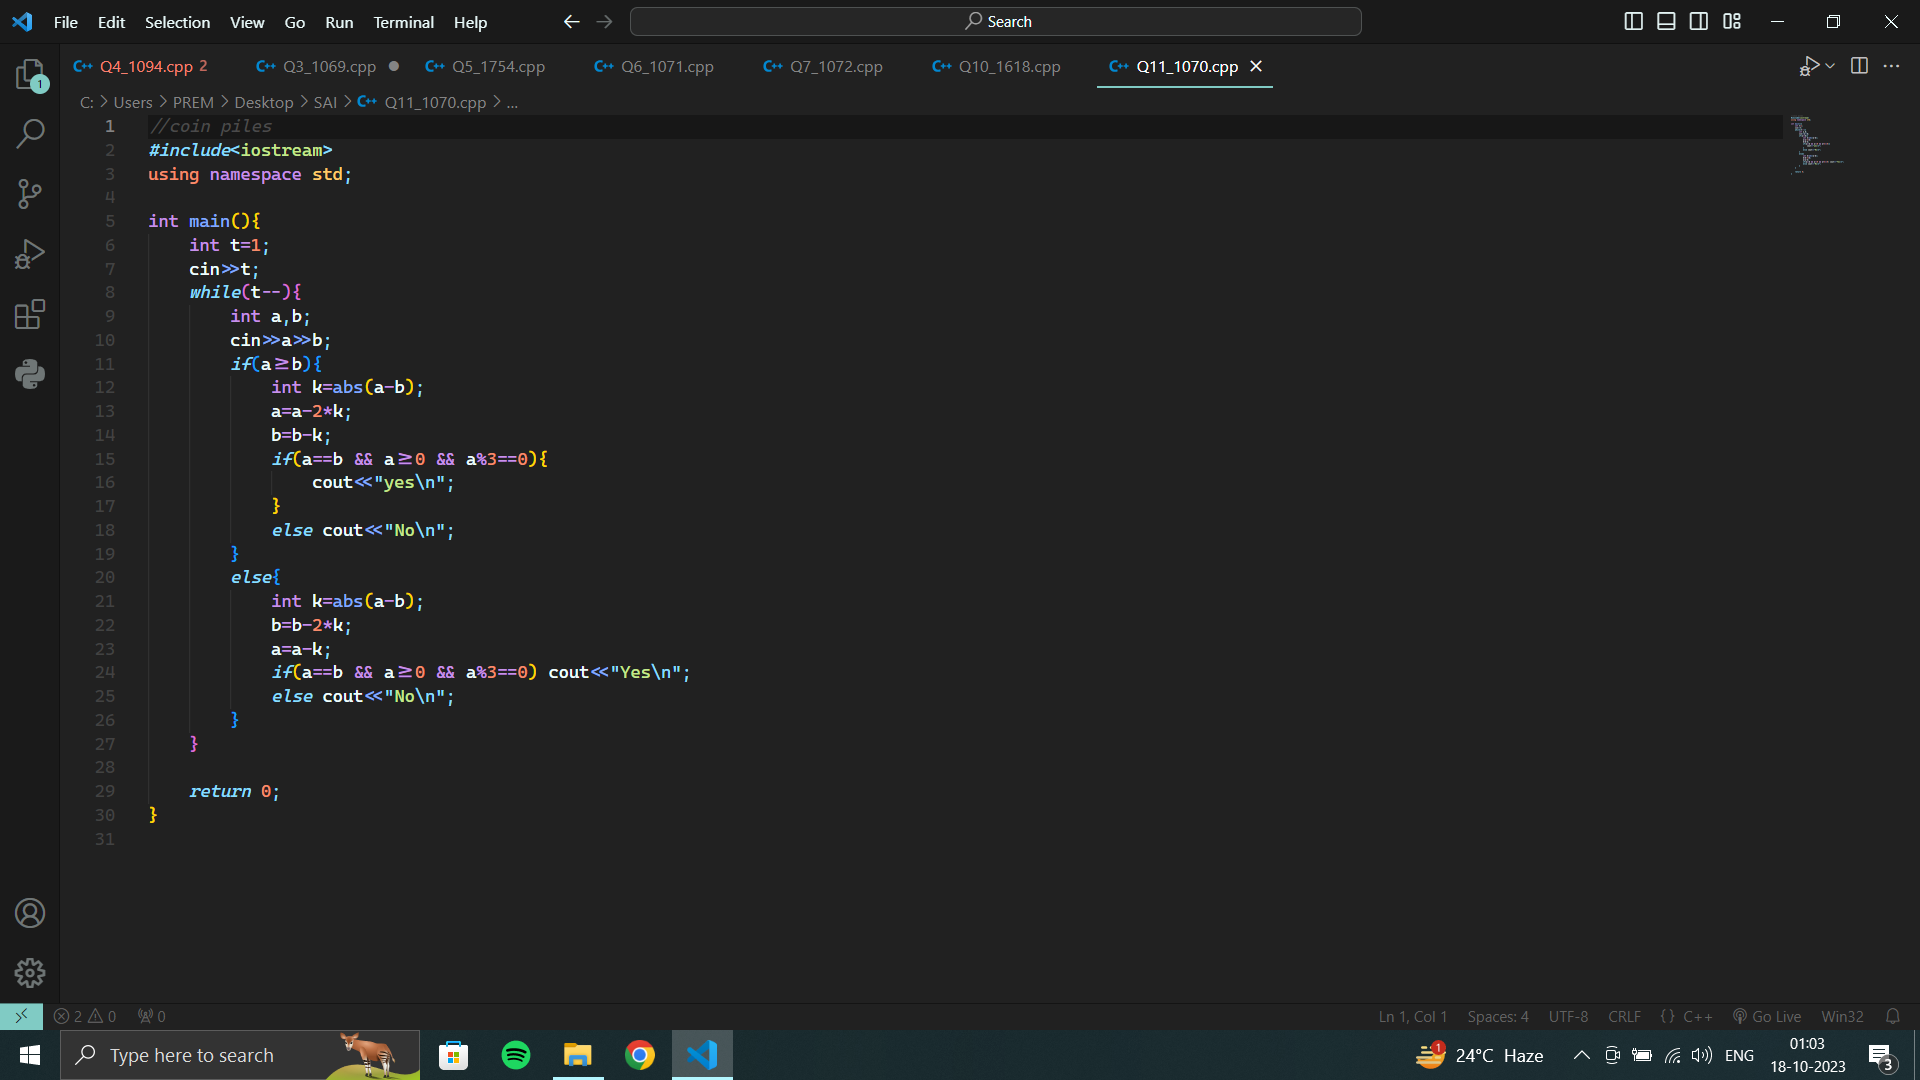 File Edit Selection View Go Run Terminal Help
Search
Q4_1094.cpp 2 Q3_1069.cpp Q5_1754.cpp Q6_1071.cpp Q7_1072.cpp Q10_1618.cpp Q11_1070.cpp
C: > Users > PREM > Desktop > SAI > Q11_1070.cpp > ...
1 //coin piles
2 #include<iostream>
3 using namespace std;
4
5 int main(){
6 int t=1;
7 cin>>t;
8 while(t--){
9 int a,b;
10 cin>>a>>b;
11 if(a≥b){
12 int k=abs(a-b);
13 a=a-2*k;
14 b=b-k;
15 if(a==b && a≥0 && a%3==0){
16 cout<<"yes\n";
17 }
18 else cout<<"No\n";
19 }
20 else{
21 int k=abs(a-b);
22 b=b-2*k;
23 a=a-k;
24 if(a==b && a≥0 && a%3==0) cout<<"Yes\n";
25 else cout<<"No\n";
26 }
27 }
28
29 return 0;
30 }
31
1
2 0 0 Ln 1, Col 1 Spaces: 4 UTF-8 CRLF {} C++ Go Live Win32
Type here to search 1 24°C Haze ENG 01:03
18-10-2023 3